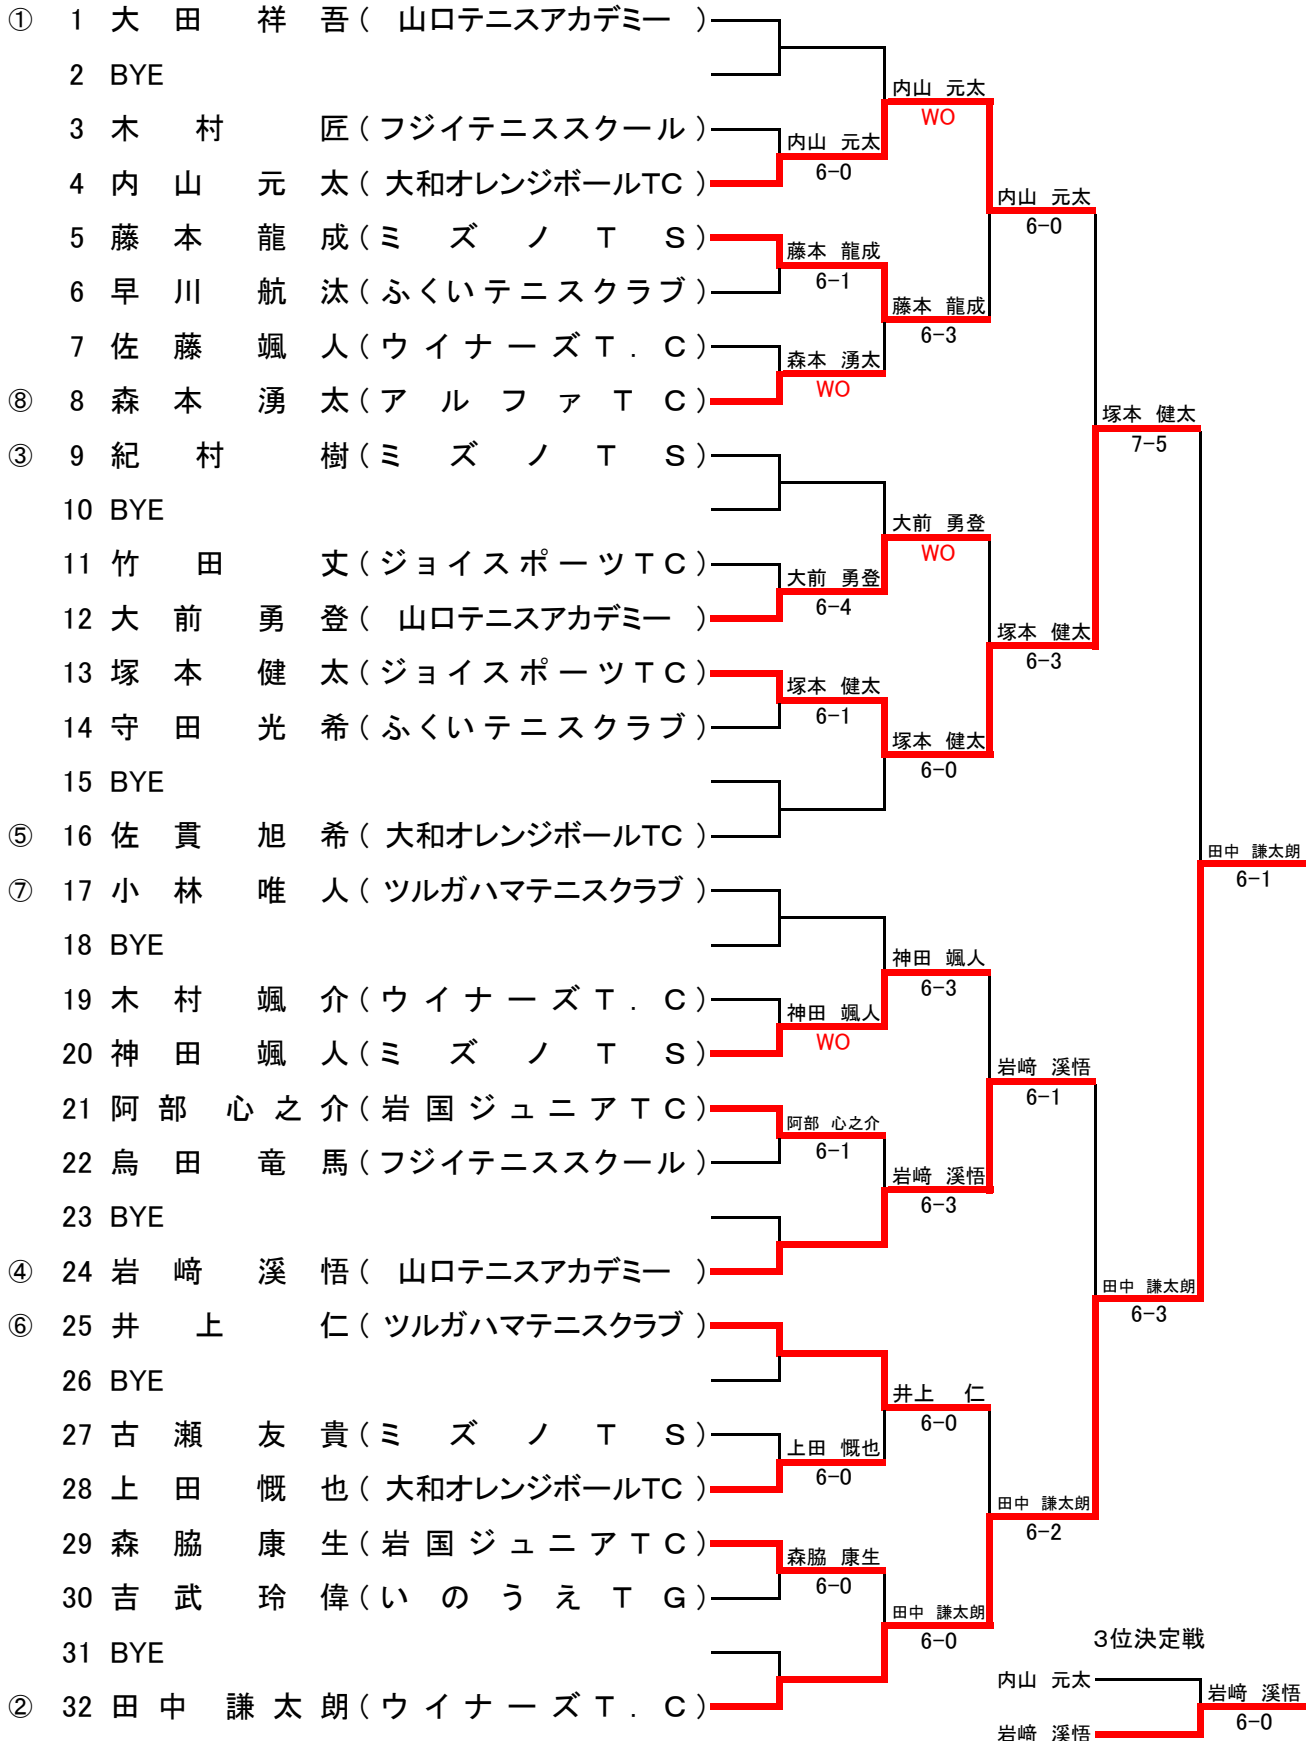 ① 1 大田 祥吾 ( 山口テニスアカデミー )
2 BYE
内山 元太
WO
3 木村 匠 ( フジイテニススクール )
内山 元太
6-0
4 内山 元太 ( 大和オレンジボールTC )
内山 元太
6-0
5 藤本 龍成 ( ミズノTS )
藤本 龍成
6-1
6 早川 航汰 ( ふくいテニスクラブ )
藤本 龍成
6-3
7 佐藤 颯人 ( ウイナーズT．C )
森本 湧太
WO
⑧ 8 森本 湧太 ( アルファTC )
塚本 健太
7-5
③ 9 紀村 樹 ( ミズノTS )
10 BYE
大前 勇登
WO
11 竹田 丈 ( ジョイスポーツTC )
大前 勇登
6-4
12 大前 勇登 ( 山口テニスアカデミー )
塚本 健太
6-3
13 塚本 健太 ( ジョイスポーツTC )
塚本 健太
6-1
14 守田 光希 ( ふくいテニスクラブ )
塚本 健太
6-0
15 BYE
⑤ 16 佐貫 旭希 ( 大和オレンジボールTC )
田中 謙太朗
6-1
⑦ 17 小林 唯人 ( ツルガハマテニスクラブ )
18 BYE
神田 颯人
6-3
19 木村 颯介 ( ウイナーズT．C )
神田 颯人
WO
20 神田 颯人 ( ミズノTS )
岩﨑 溪悟
6-1
21 阿部 心之介 ( 岩国ジュニアTC )
阿部 心之介
6-1
22 烏田 竜馬 ( フジイテニススクール )
岩﨑 溪悟
6-3
23 BYE
④ 24 岩﨑 溪悟 ( 山口テニスアカデミー )
田中 謙太朗
6-3
⑥ 25 井上 仁 ( ツルガハマテニスクラブ )
26 BYE
井上 仁
6-0
27 古瀬 友貴 ( ミズノTS )
上田 慨也
6-0
28 上田 慨也 ( 大和オレンジボールTC )
田中 謙太朗
6-2
29 森脇 康生 ( 岩国ジュニアTC )
森脇 康生
6-0
30 吉武 玲偉 ( いのうえTG )
田中 謙太朗
6-0
31 BYE
② 32 田中 謙太朗 ( ウイナーズT．C )
3位決定戦
内山 元太
岩﨑 溪悟
6-0
岩﨑 溪悟